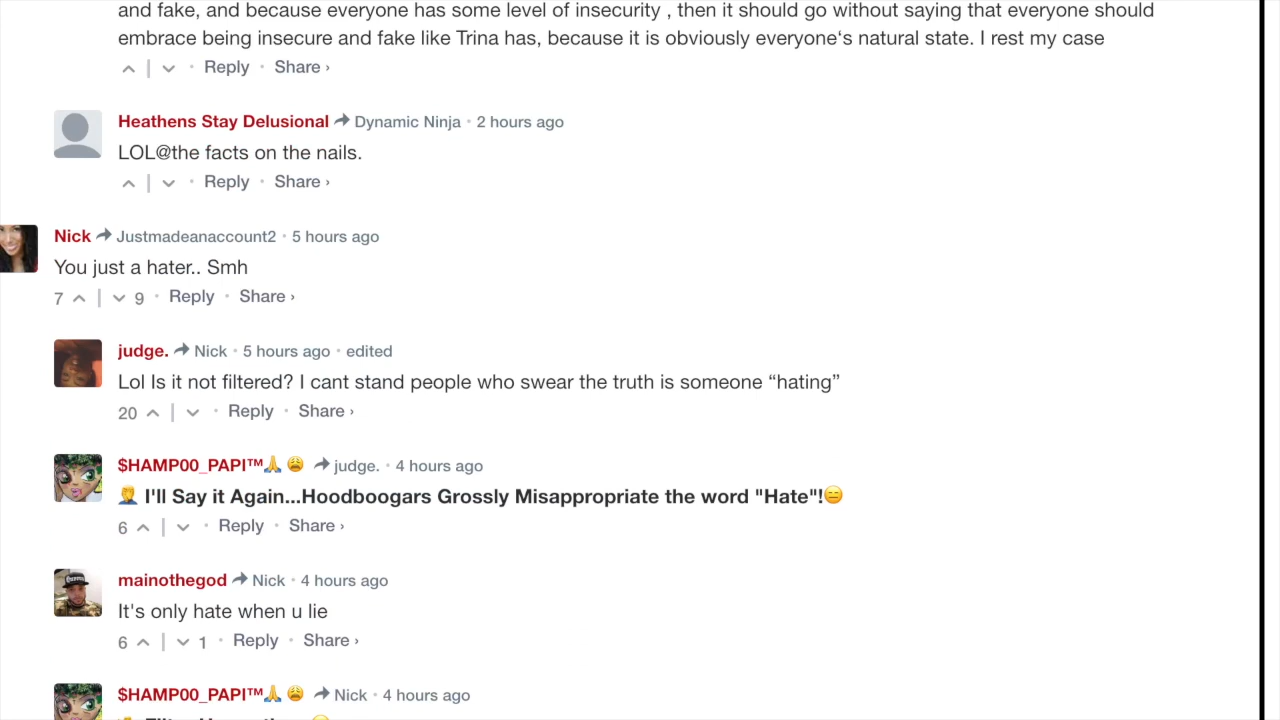 and fake, and because everyone has some level of insecurity , then it should go without saying that everyone should
embrace being insecure and fake like Trina has, because it is obviously everyone‘s natural state. I rest my case
Reply • Share ›
Heathens Stay Delusional Dynamic Ninja • 2 hours ago
LOL@the facts on the nails.
Reply • Share ›
Nick Justmadeanaccount2 • 5 hours ago
You just a hater.. Smh
7 | 9 • Reply • Share ›
judge. Nick • 5 hours ago • edited
Lol Is it not filtered? I cant stand people who swear the truth is someone “hating”
20 | • Reply • Share ›
$HAMP00_PAPI™🙏 😩 judge. • 4 hours ago
🤦 I'll Say it Again...Hoodboogars Grossly Misappropriate the word "Hate"!😑
6 | • Reply • Share ›
mainothegod Nick • 4 hours ago
It's only hate when u lie
6 | 1 • Reply • Share ›
$HAMP00_PAPI™🙏 😩 Nick • 4 hours ago